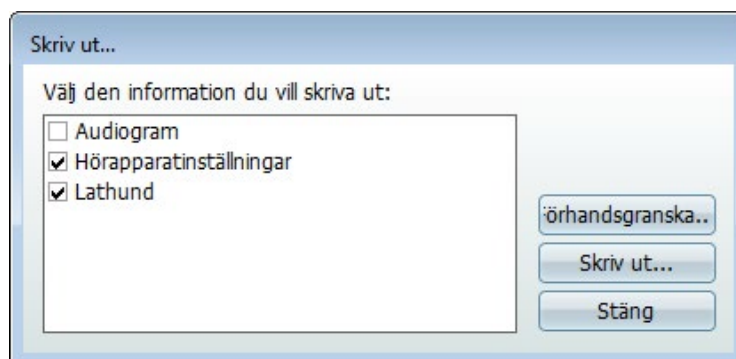 Skriv ut...
Välj den information du vill skriva ut:
Audiogram
Hörapparatinställningar
Lathund
örhandsgranska..
Skriv ut...
Stäng